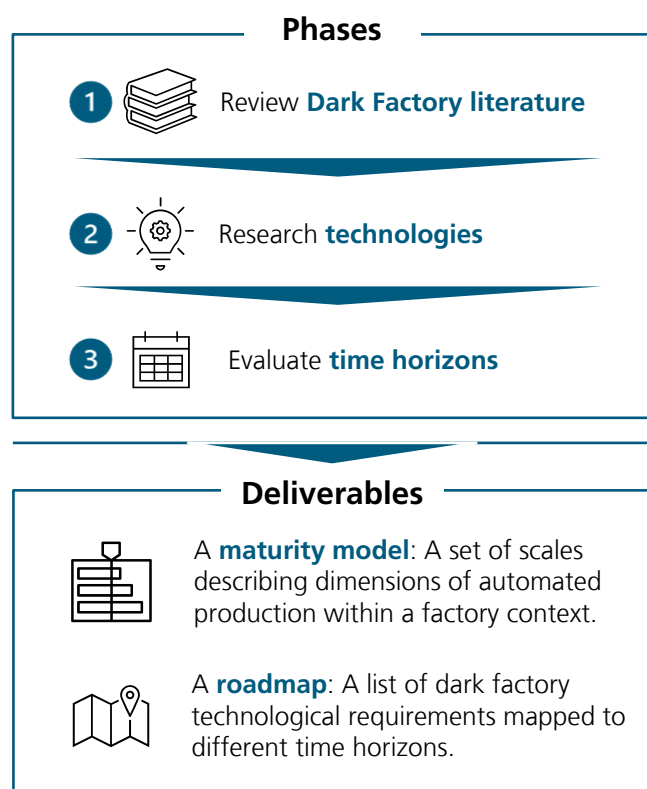 Phases
1 Review Dark Factory literature
2 Research technologies
3 Evaluate time horizons
Deliverables
A maturity model: A set of scales
describing dimensions of automated
production within a factory context.
A roadmap: A list of dark factory
technological requirements mapped to
different time horizons.